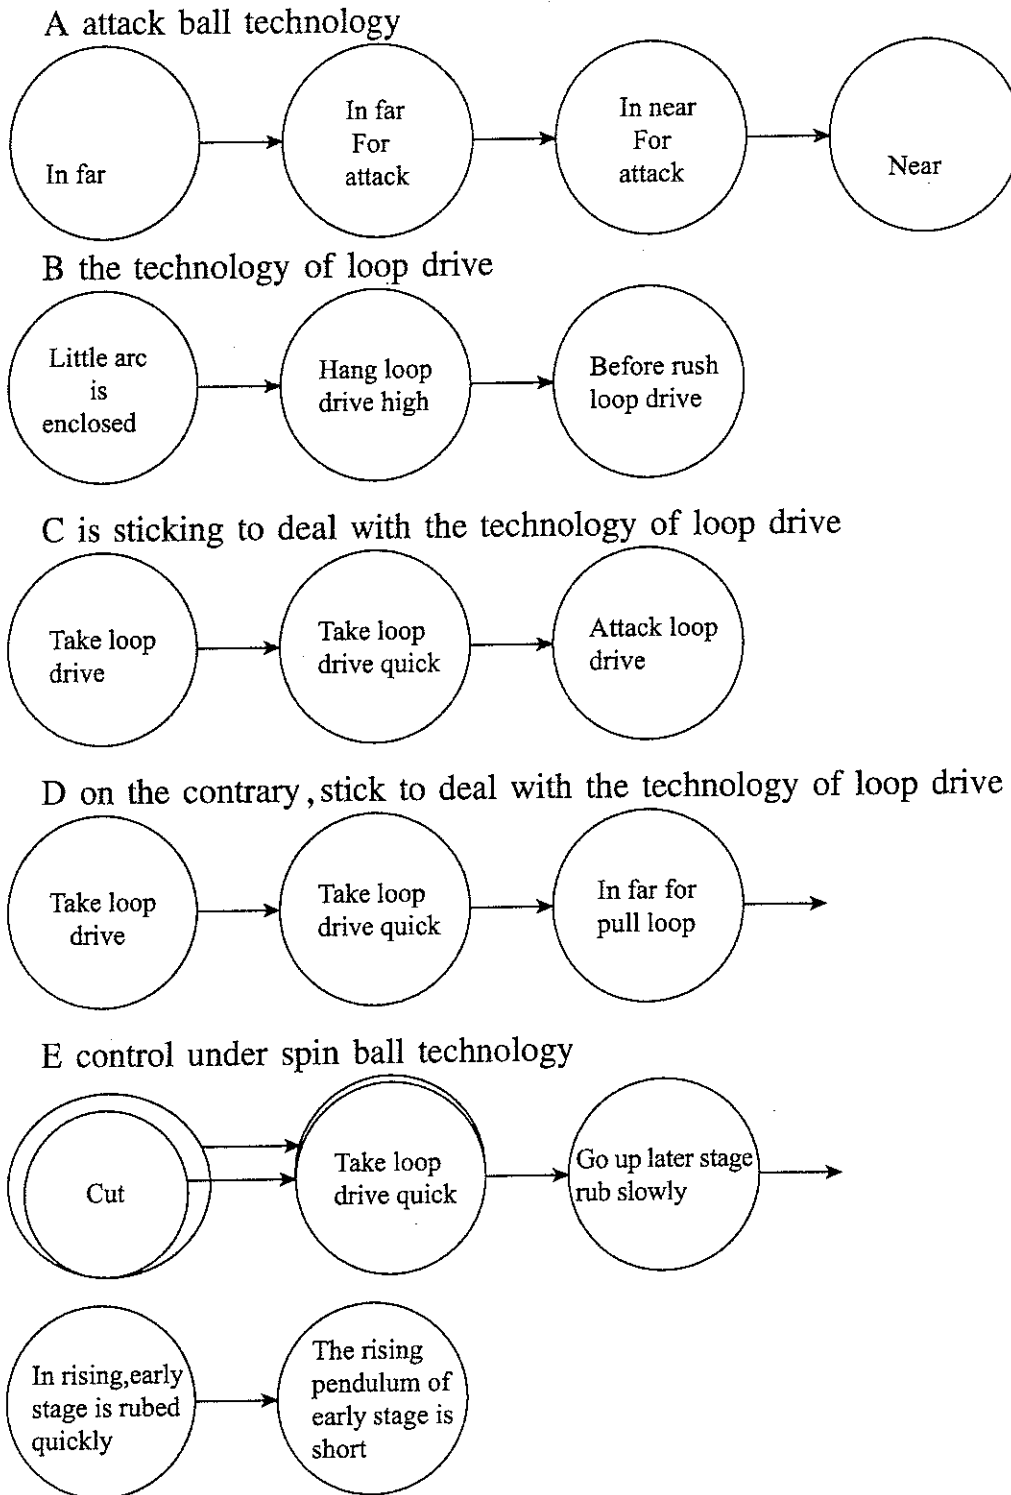 A attack ball technology
In far
In far
For
attack
In near
For
attack
Near
B the technology of loop drive
Little arc
is
enclosed
Hang loop
drive high
Before rush
loop drive
C is sticking to deal with the technology of loop drive
Take loop
drive
Take loop
drive quick
Attack loop
drive
D on the contrary,stick to deal with the technology of loop drive
Take loop
drive
Take loop
drive quick
In far for
pull loop
E control under spin ball technology
Cut
Take loop
drive quick
Go up later stage
rub slowly
In rising,early
stage is rubed
quickly
The rising
pendulum of
early stage is
short